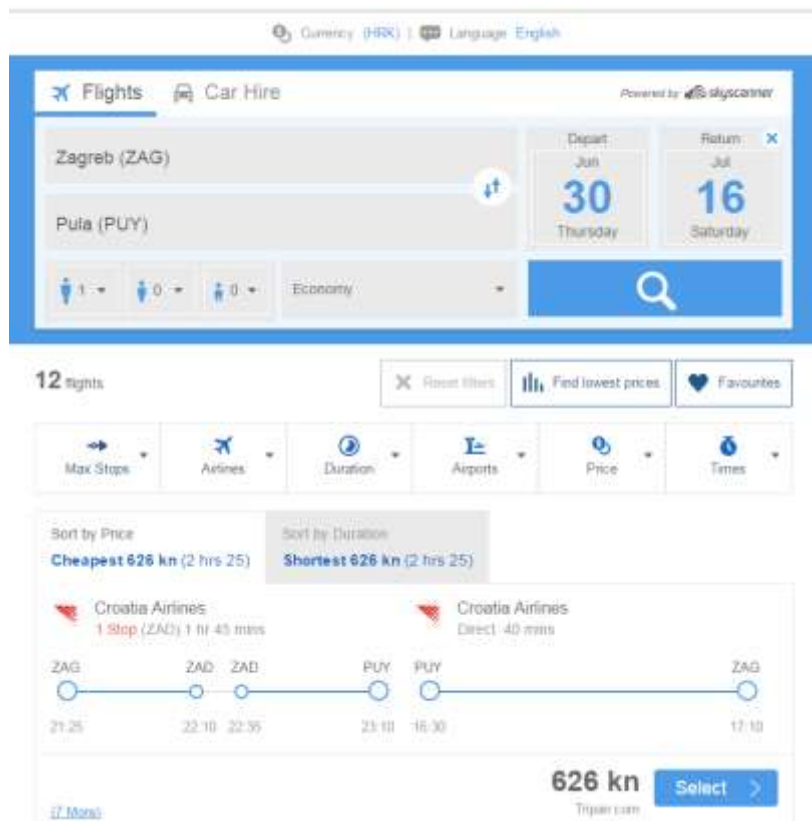 Currency (HRK) | Language English
Flights Car Hire Powered by skyscanner
Zagreb (ZAG)
Pula (PUY)
Depart
Jun
30
Thursday
Return
Jul
16
Saturday
1 0 0 Economy
12 flights Reset filters Find lowest prices Favourites
Max Stops Airlines Duration Airports Price Times
Sort by Price Sort by Duration
Cheapest 626 kn (2 hrs 25) Shortest 626 kn (2 hrs 25)
Croatia Airlines Croatia Airlines
1 Stop (ZAD) 1 hr 45 mins Direct 40 mins
ZAG ZAD ZAD PUY PUY ZAG
21:25 22:10 22:35 23:10 16:30 17:10
626 kn Select
(7 More) Tripair.com